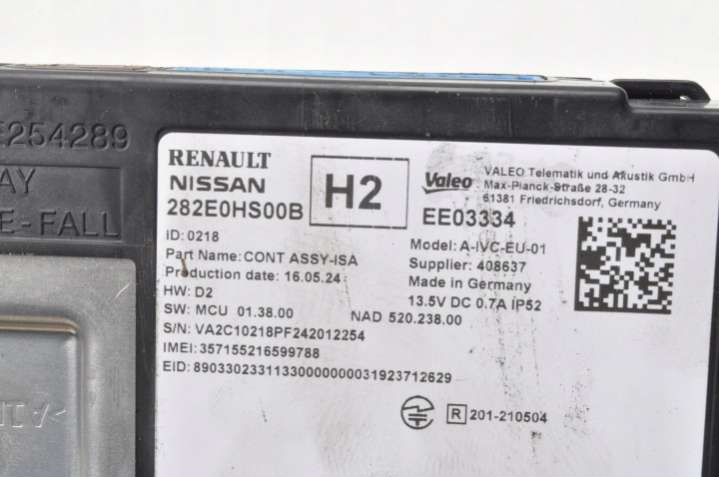 254289
AY
E-FALL
RENAULT
NISSAN
282E0HS00B
H2
Valeo
VALEO Telematik und Akustik GmbH
Max-Planck-Straße 28-32
61381 Friedrichsdorf, Germany
EE03334
ID: 0218
Part Name: CONT ASSY-ISA
Production date: 16.05.24
HW: D2
SW: MCU 01.38.00 NAD 520.238.00
S/N: VA2C10218PF242012254
IMEI: 357155216599788
EID: 89033023311330000000031923712629
Model: A-IVC-EU-01
Supplier: 408637
Made in Germany
13.5V DC 0.7A IP52
R 201-210504